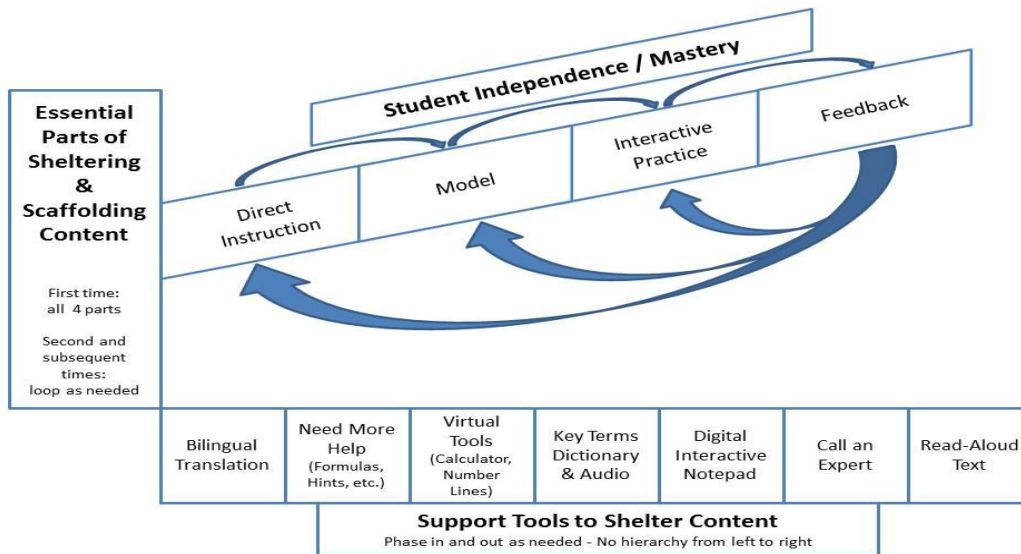 Student Independence / Mastery
Essential
Parts of
Sheltering
&
Scaffolding
Content
First time:
all 4 parts
Second and
subsequent
times:
loop as needed
Direct
Instruction
Model
Interactive
Practice
Feedback
Bilingual
Translation
Need More
Help
(Formulas,
Hints, etc.)
Virtual
Tools
(Calculator,
Number
Lines)
Key Terms
Dictionary
& Audio
Digital
Interactive
Notepad
Call an
Expert
Read-Aloud
Text
Support Tools to Shelter Content
Phase in and out as needed - No hierarchy from left to right